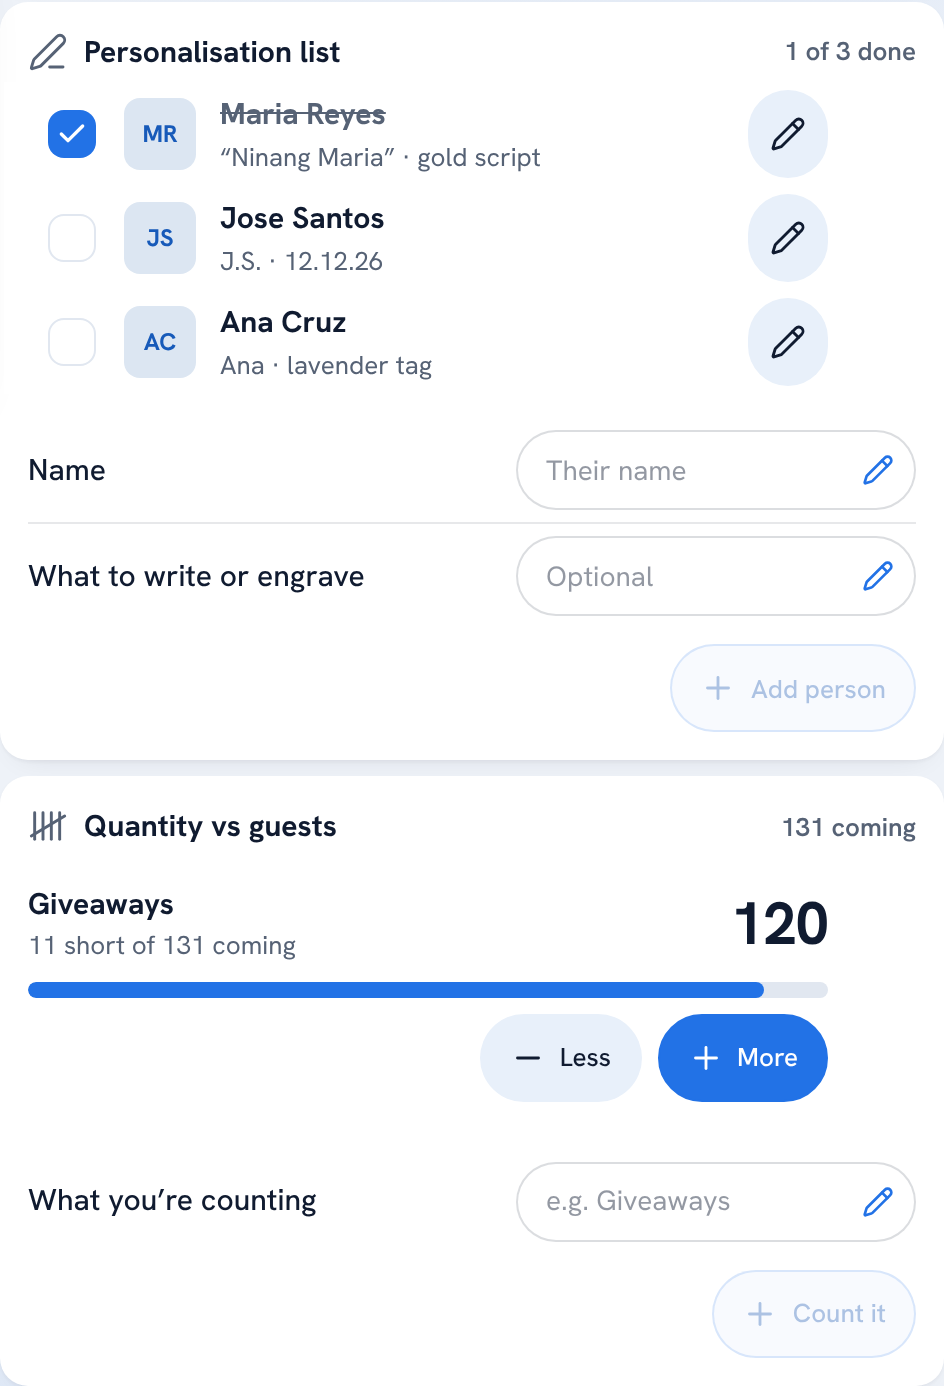 Personalisation list
1 of 3 done
MR
Maria Reyes
“Ninang Maria” · gold script
JS
Jose Santos
J.S. · 12.12.26
AC
Ana Cruz
Ana · lavender tag
Name
Their name
What to write or engrave
Optional
Add person
Quantity vs guests
131 coming
Giveaways
120
11 short of 131 coming
Less
More
What you’re counting
e.g. Giveaways
Count it